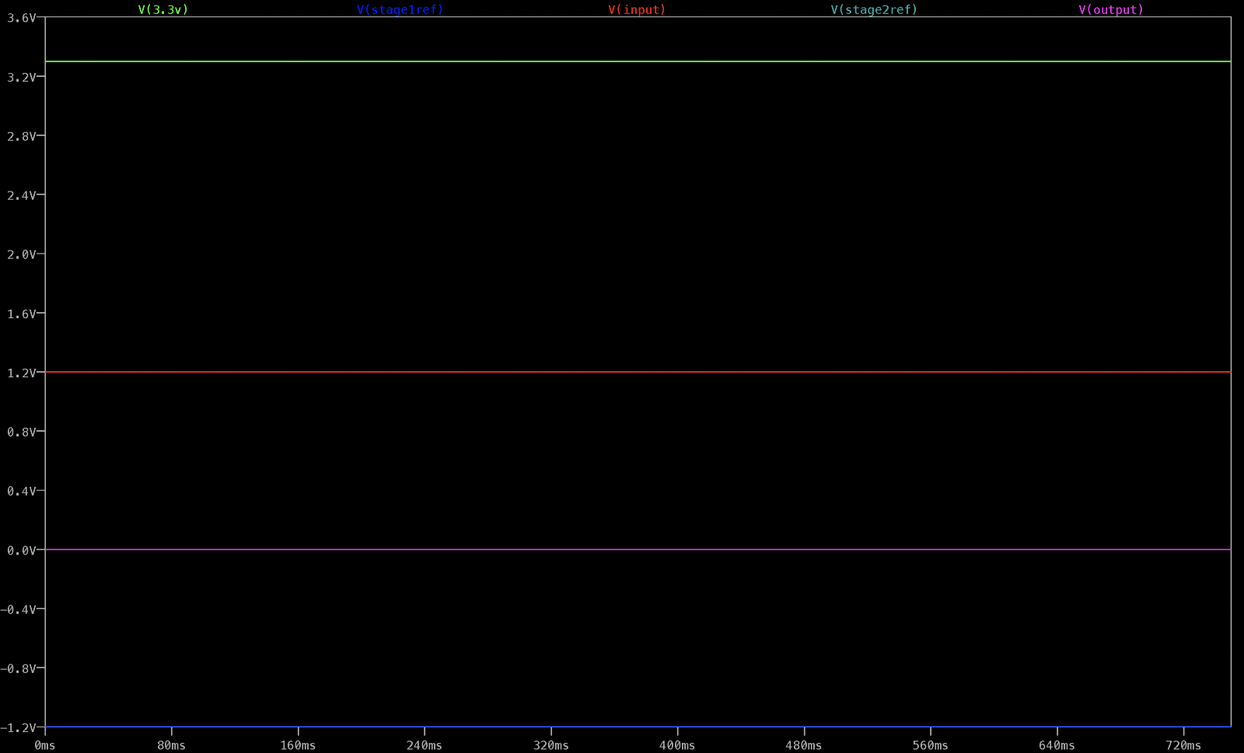 V(3.3v) V(stage1ref) V(input) V(stage2ref) V(output)
3.6V
3.2V
2.8V
2.4V
2.0V
1.6V
1.2V
0.8V
0.4V
0.0V
-0.4V
-0.8V
-1.2V
0ms 80ms 160ms 240ms 320ms 400ms 480ms 560ms 640ms 720ms